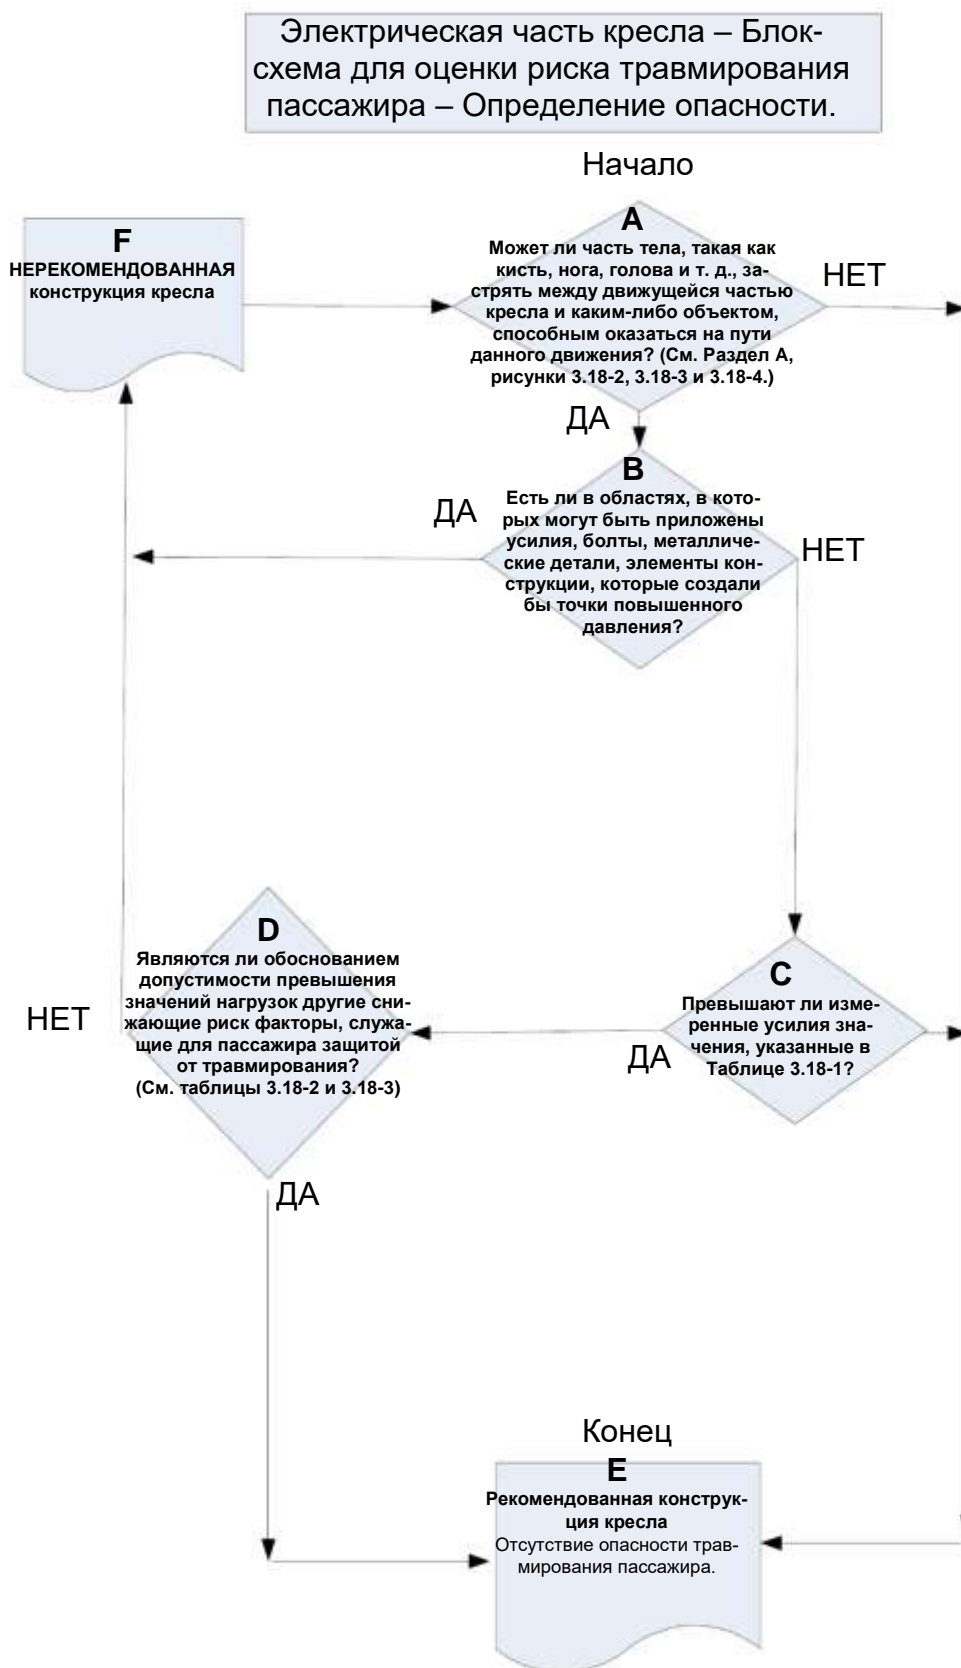 Электрическая часть кресла – Блок-
схема для оценки риска травмирования
пассажира – Определение опасности.
Начало
F
НЕРЕКОМЕНДОВАННАЯ
конструкция кресла
A
Может ли часть тела, такая как
кисть, нога, голова и т. д., за-
стрять между движущейся частью
кресла и каким-либо объектом,
способным оказаться на пути
данного движения? (См. Раздел А,
рисунки 3.18-2, 3.18-3 и 3.18-4.)
НЕТ
ДА
B
Есть ли в областях, в кото-
рых могут быть приложены
усилия, болты, металличе-
ские детали, элементы кон-
струкции, которые создали
бы точки повышенного
давления?
ДА
НЕТ
D
Являются ли обоснованием
допустимости превышения
значений нагрузок другие сни-
жающие риск факторы, служа-
щие для пассажира защитой
от травмирования?
(См. таблицы 3.18-2 и 3.18-3)
НЕТ
ДА
C
Превышают ли изме-
ренные усилия зна-
чения, указанные в
Таблице 3.18-1?
ДА
Конец
E
Рекомендованная конструк-
ция кресла
Отсутствие опасности трав-
мирования пассажира.